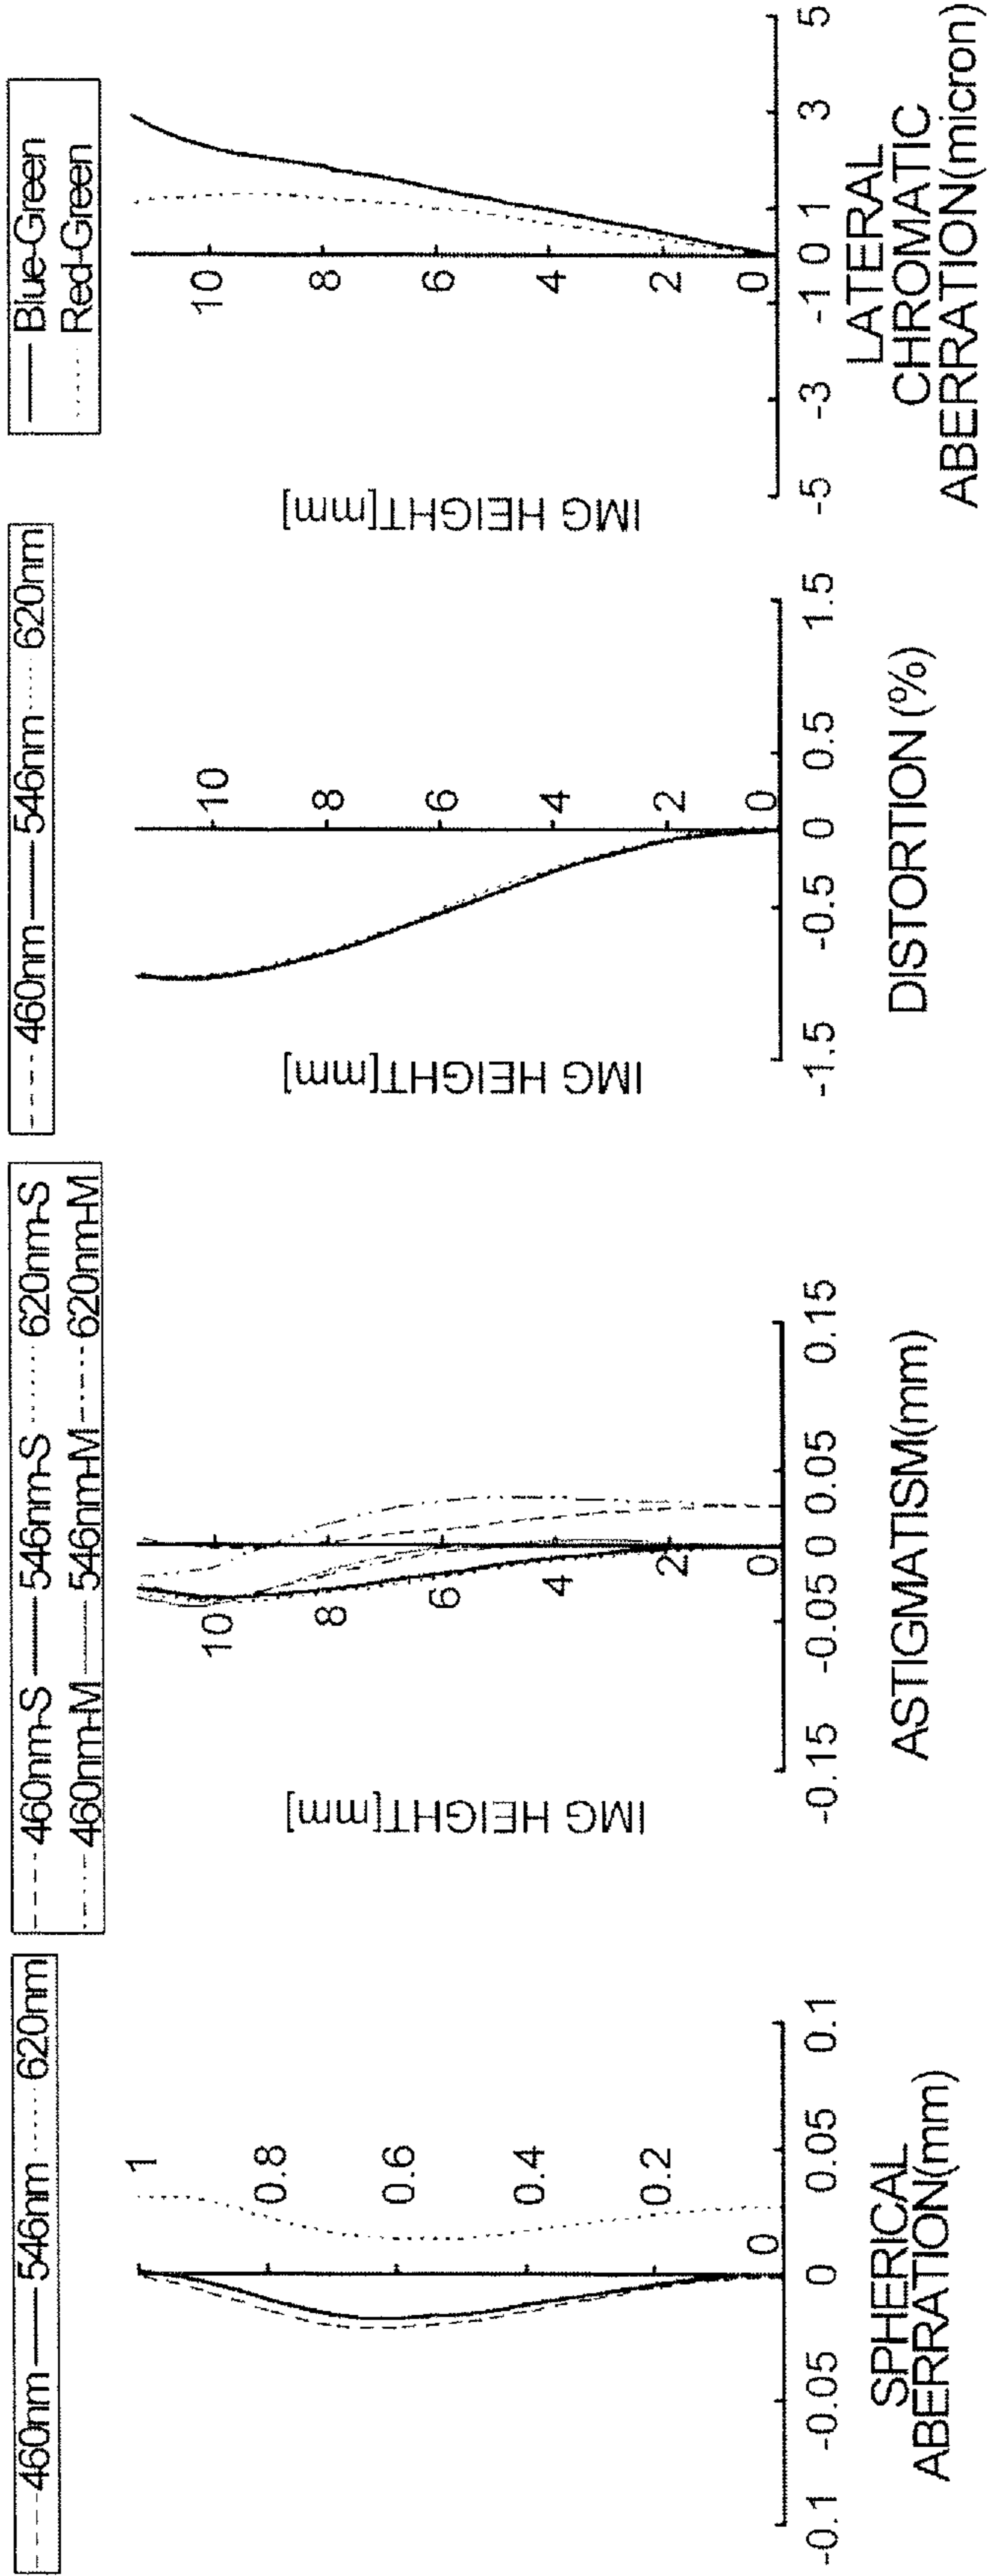 --- 460nm — 546nm ······ 620nm
1
0.8
0.6
0.4
0.2
0
-0.1 -0.05 0 0.05 0.1
SPHERICAL
ABERRATION(mm)
--- 460nm-S — 546nm-S ······ 620nm-S
460nm-M — 546nm-M 620nm-M
IMG HEIGHT[mm]
10
8
6
4
2
0
-0.15 -0.05 0 0.05 0.15
ASTIGMATISM(mm)
--- 460nm — 546nm ······ 620nm
IMG HEIGHT[mm]
10
8
6
4
2
0
-1.5 -0.5 0 0.5 1.5
DISTORTION (%)
— Blue-Green
······ Red-Green
IMG HEIGHT[mm]
10
8
6
4
2
0
-5 -3 -1 0 1 3 5
LATERAL
CHROMATIC
ABERRATION(micron)